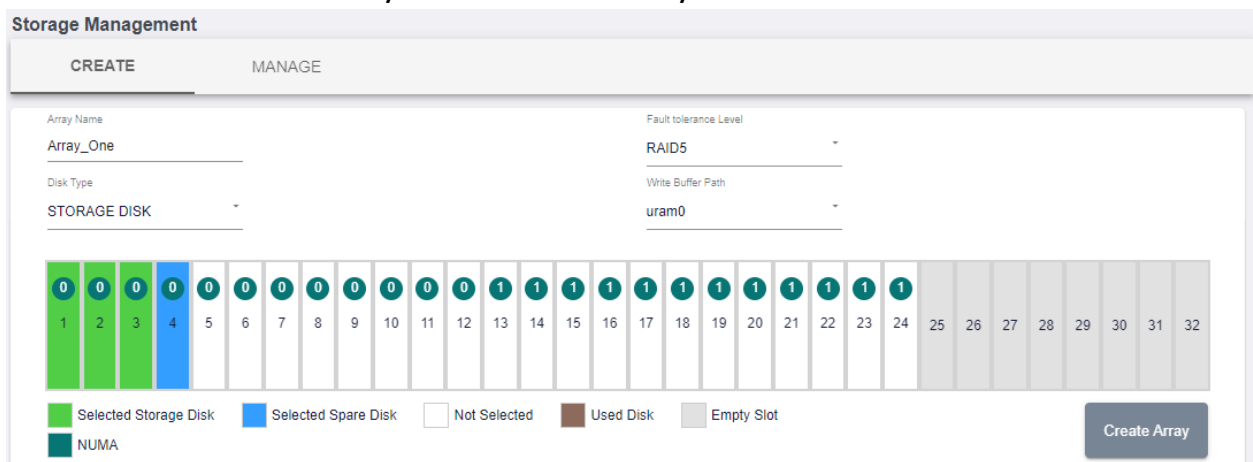 Storage Management
CREATE MANAGE
Array Name Fault tolerance Level
Array_One RAID5
Disk Type Write Buffer Path
STORAGE DISK uram0
0 0 0 0 0 0 0 0 0 0 0 0 1 1 1 1 1 1 1 1 1 1 1 1
1 2 3 4 5 6 7 8 9 10 11 12 13 14 15 16 17 18 19 20 21 22 23 24 25 26 27 28 29 30 31 32
Selected Storage Disk Selected Spare Disk Not Selected Used Disk Empty Slot
NUMA
Create Array